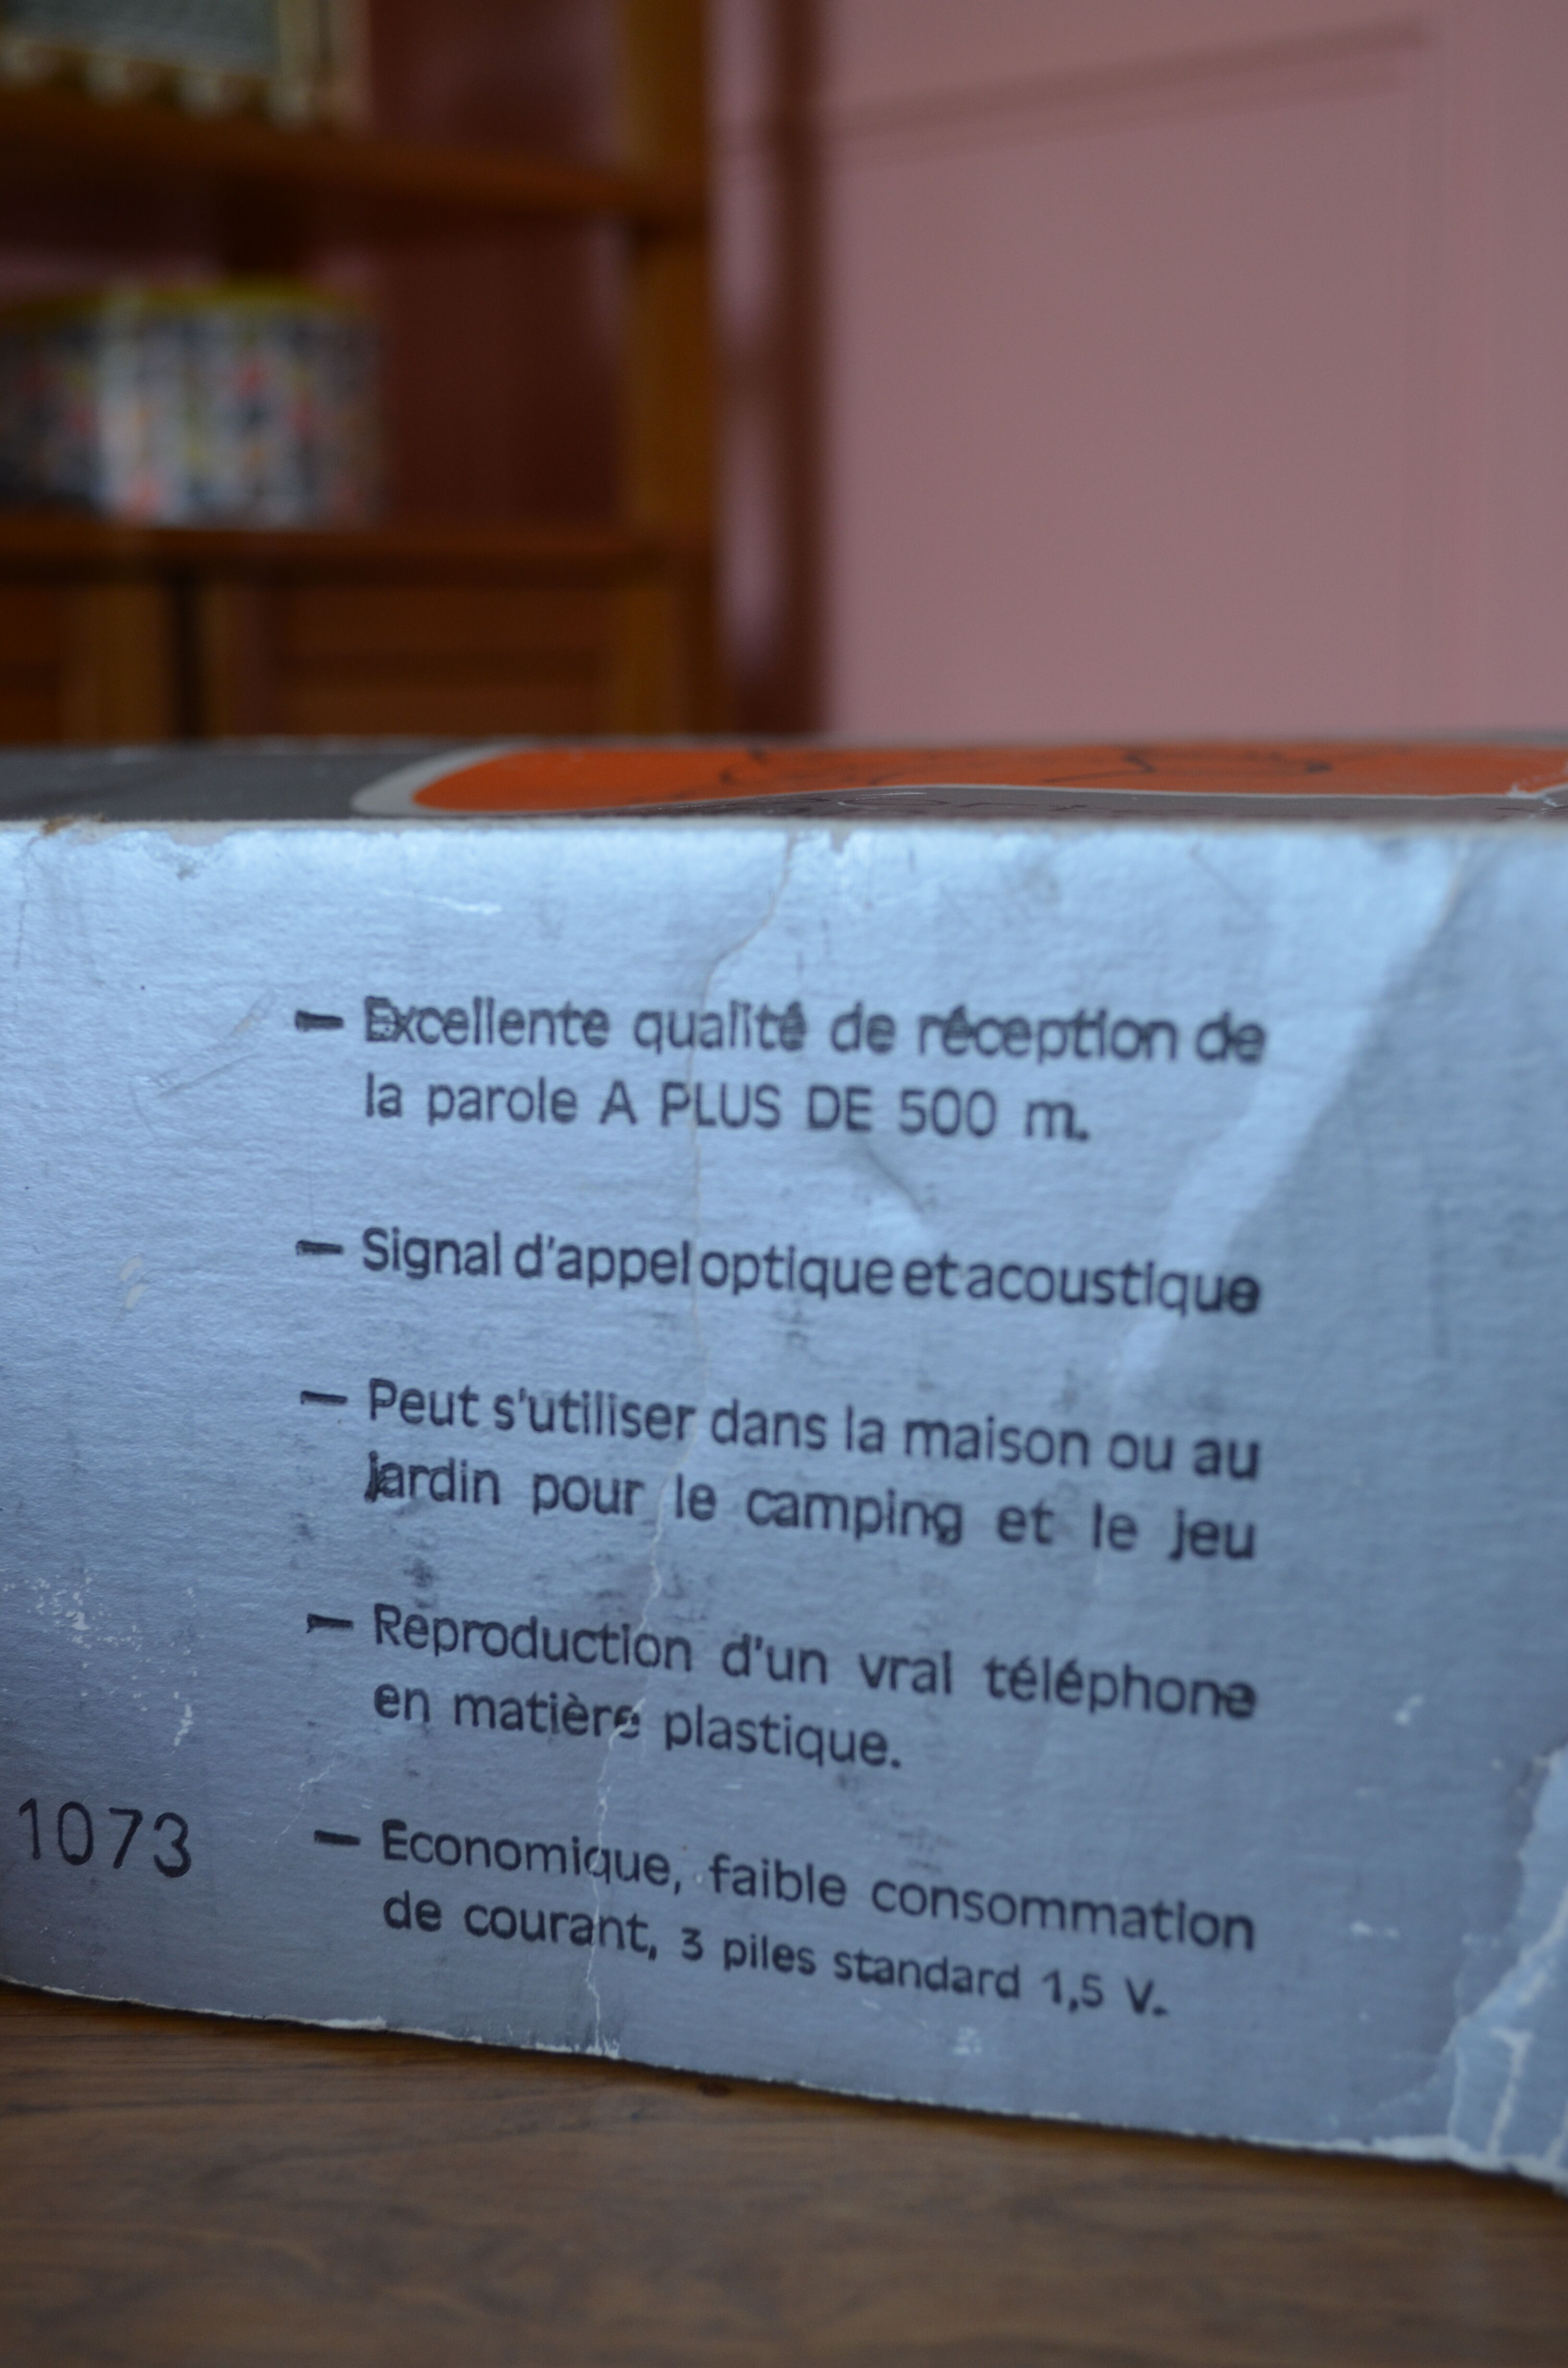 — Excellente qualité de réception de
la parole A PLUS DE 500 m.
— Signal d'appel optique et acoustique
— Peut s'utiliser dans la maison ou au
jardin pour le camping et le jeu
— Reproduction d'un vrai téléphone
en matière plastique.
— Economique, faible consommation
de courant, 3 piles standard 1,5 V.
1073